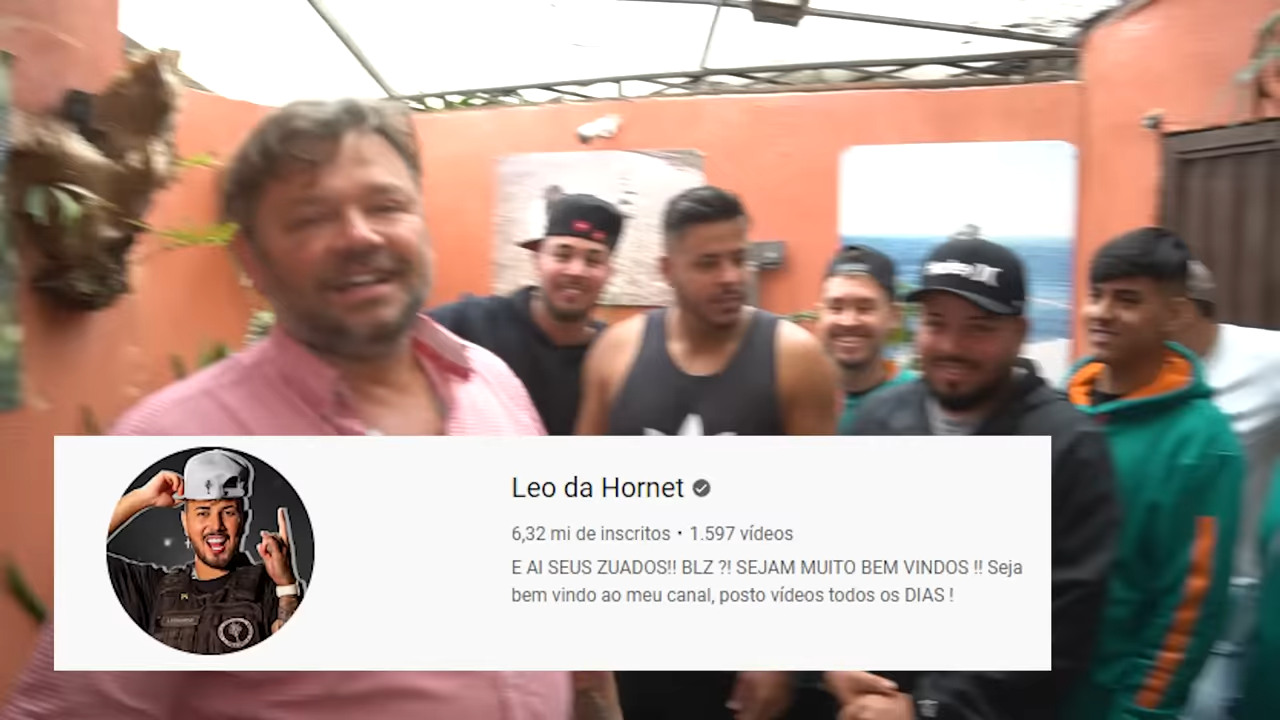 Leo da Hornet
6,32 mi de inscritos • 1.597 vídeos
E AI SEUS ZUADOS!! BLZ ?! SEJAM MUITO BEM VINDOS !! Seja
bem vindo ao meu canal, posto vídeos todos os DIAS !